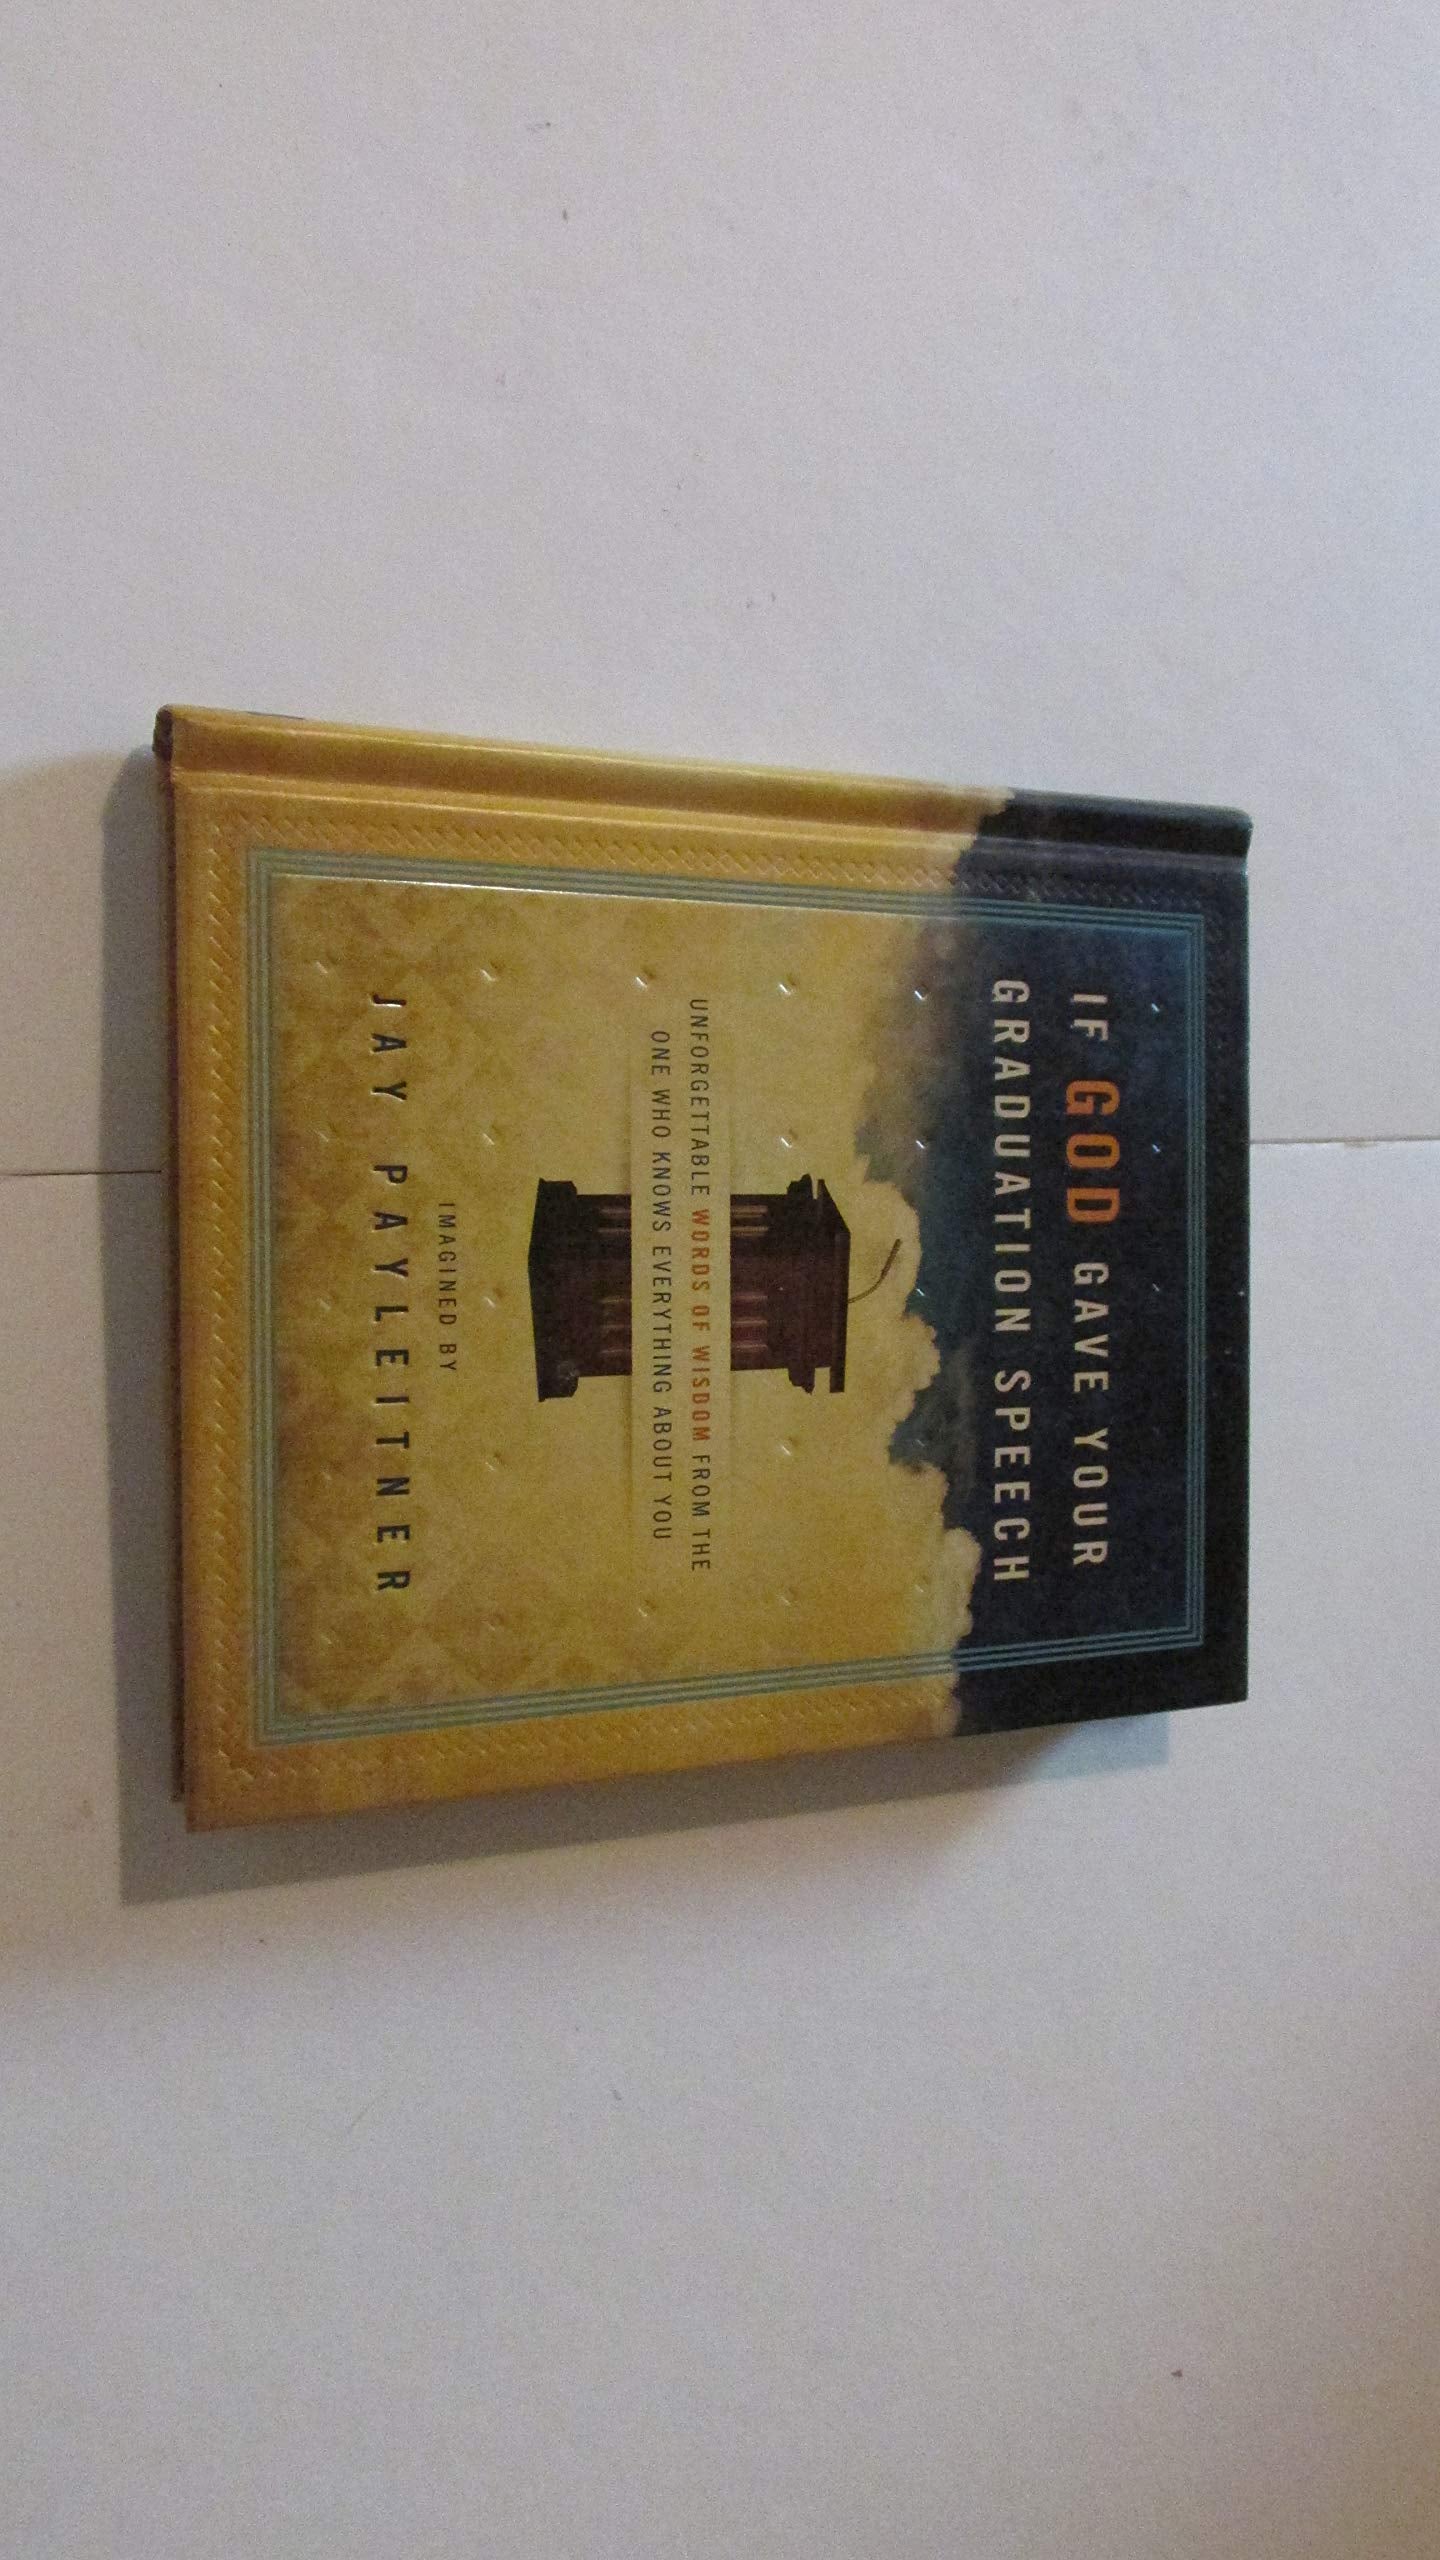 IF GOD GAVE YOUR
GRADUATION SPEECH
UNFORGETTABLE WORDS OF WISDOM FROM THE
ONE WHO KNOWS EVERYTHING ABOUT YOU
IMAGINED BY
JAY PAYLEITNER